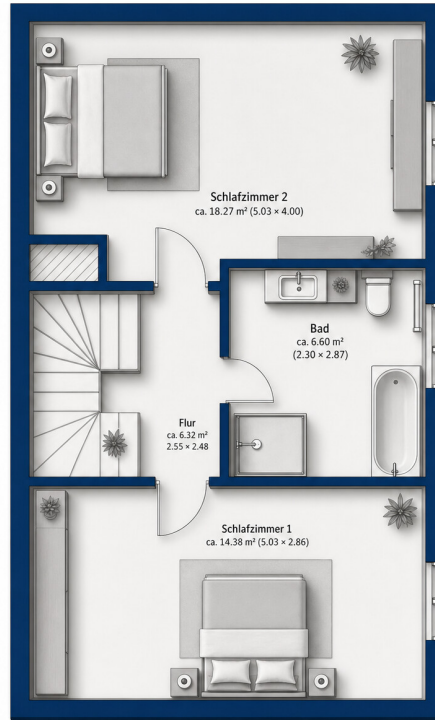 Schlafzimmer 2
ca. 18.27 m² (5.03 × 4.00)
Bad
ca. 6.60 m²
(2.30 × 2.87)
Flur
ca. 6.32 m²
2.55 × 2.48
Schlafzimmer 1
ca. 14.38 m² (5.03 × 2.86)